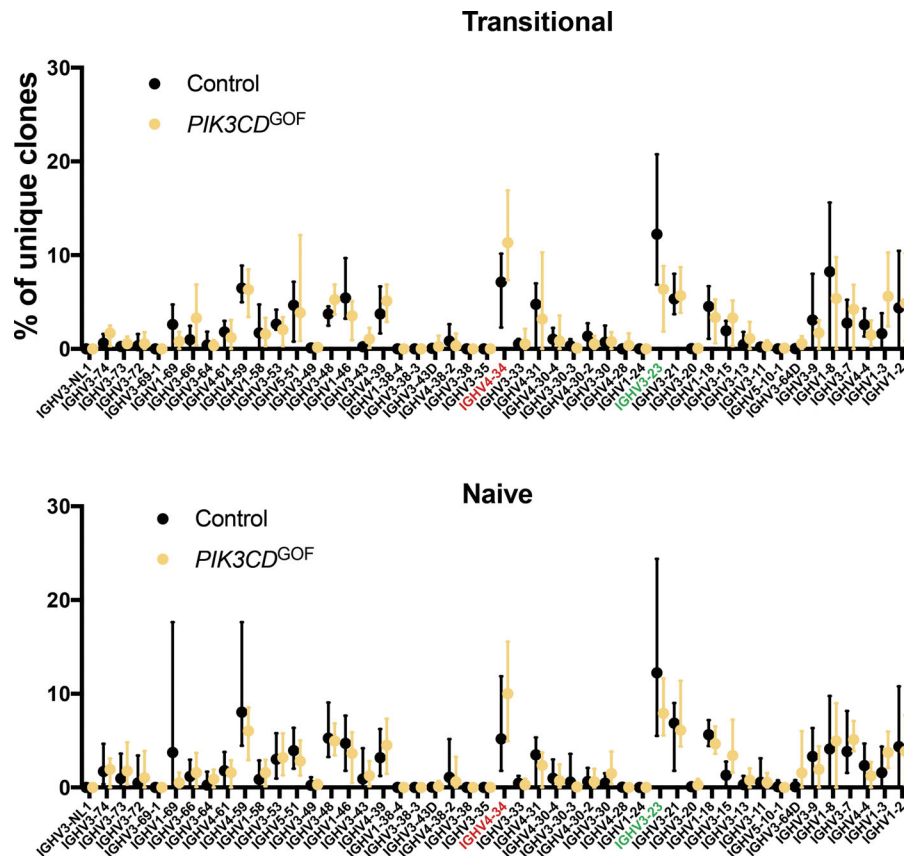 Transitional
% of unique clones
30
20
10
0
Control
PIK3CDGOF
IGHV3-NL1
IGHV3-74
IGHV3-73
IGHV3-72
IGHV3-69-1
IGHV1-69
IGHV3-66
IGHV3-64
IGHV4-61
IGHV4-59
IGHV1-58
IGHV3-53
IGHV5-51
IGHV3-49
IGHV3-48
IGHV1-46
IGHV3-43
IGHV4-39
IGHV1-38-4
IGHV3-38-3
IGHV3-43D
IGHV4-38-2
IGHV3-38
IGHV3-35
IGHV4-34
IGHV3-33
IGHV4-31
IGHV4-30-4
IGHV3-30-3
IGHV4-30-2
IGHV3-30
IGHV4-28
IGHV1-24
IGHV3-23
IGHV3-21
IGHV3-20
IGHV1-18
IGHV3-15
IGHV3-13
IGHV3-11
IGHV5-10-1
IGHV3-64D
IGHV3-9
IGHV1-8
IGHV3-7
IGHV4-4
IGHV1-3
IGHV1-2
Naive
30
20
10
0
Control
PIK3CDGOF
IGHV3-NL1
IGHV3-74
IGHV3-73
IGHV3-72
IGHV3-69-1
IGHV1-69
IGHV3-66
IGHV3-64
IGHV4-61
IGHV4-59
IGHV1-58
IGHV3-53
IGHV5-51
IGHV3-49
IGHV3-48
IGHV1-46
IGHV3-43
IGHV4-39
IGHV1-38-4
IGHV3-38-3
IGHV3-43D
IGHV4-38-2
IGHV3-38
IGHV3-35
IGHV4-34
IGHV3-33
IGHV4-31
IGHV4-30-4
IGHV3-30-3
IGHV4-30-2
IGHV3-30
IGHV4-28
IGHV1-24
IGHV3-23
IGHV3-21
IGHV3-20
IGHV1-18
IGHV3-15
IGHV3-13
IGHV3-11
IGHV5-10-1
IGHV3-64D
IGHV3-9
IGHV1-8
IGHV3-7
IGHV4-4
IGHV1-3
IGHV1-2